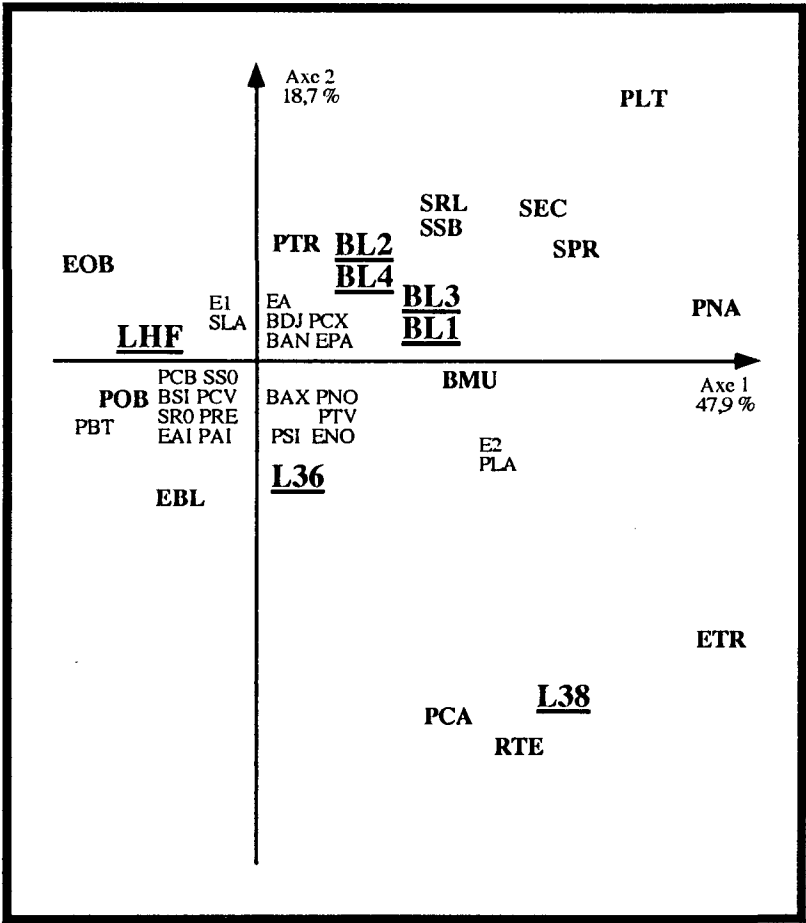 Axe 2
18,7 %
PLT
SRL
SSB
SEC
PTR
BL2
BL4
SPR
EOB
E1
SLA
EA
BDJ PCX
BAN EPA
BL3
BL1
PNA
LHF
Axe 1
47,9 %
PCB SS0
BSI PCV
SR0 PRE
EAI PAI
POB
PBT
BAX PNO
PTV
PSI ENO
BMU
E2
PLA
L36
EBL
ETR
L38
PCA
RTE